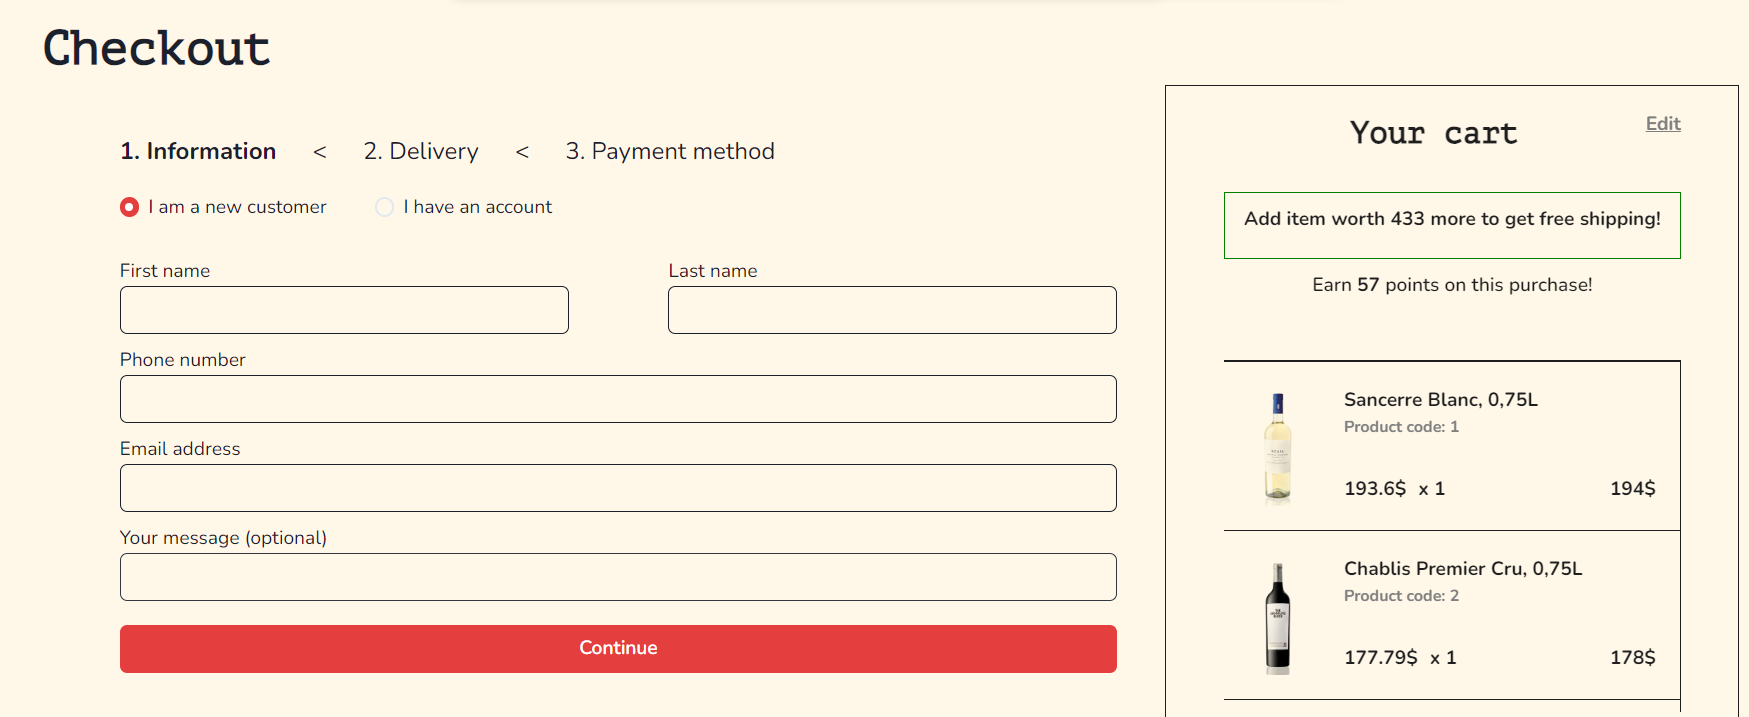 Checkout
1. Information < 2. Delivery < 3. Payment method
I am a new customer I have an account
First name Last name
Phone number
Email address
Your message (optional)
Continue
Your cart Edit
Add item worth 433 more to get free shipping!
Earn 57 points on this purchase!
Sancerre Blanc, 0,75L
Product code: 1
193.6$ x 1 194$
Chablis Premier Cru, 0,75L
Product code: 2
177.79$ x 1 178$